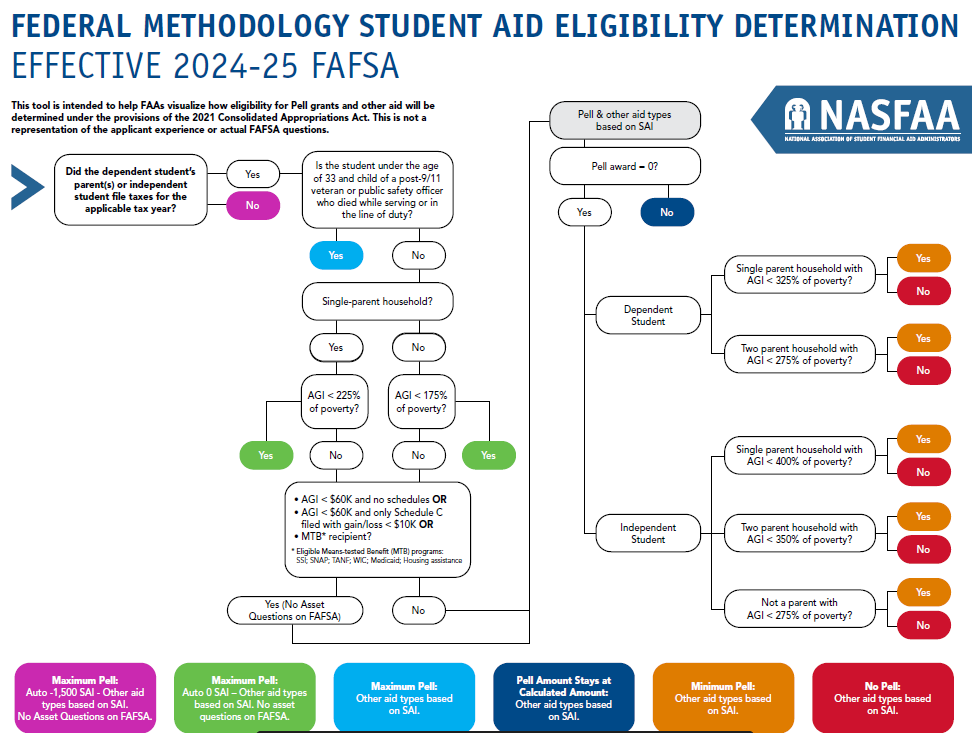 FEDERAL METHODOLOGY STUDENT AID ELIGIBILITY DETERMINATION
EFFECTIVE 2024-25 FAFSA
This tool is intended to help FAAs visualize how eligibility for Pell grants and other aid will be
determined under the provisions of the 2021 Consolidated Appropriations Act. This is not a
representation of the applicant experience or actual FAFSA questions.
NASFAA
NATIONAL ASSOCIATION OF STUDENT FINANCIAL AID ADMINISTRATORS
Did the dependent student's
parent(s) or independent
student file taxes for the
applicable tax year?
Yes
No
Is the student under the age
of 33 and child of a post-9/11
veteran or public safety officer
who died while serving or in
the line of duty?
Yes
No
Single-parent household?
Yes
No
AGI < 225%
of poverty?
AGI < 175%
of poverty?
Yes
No
No
Yes
• AGI < $60K and no schedules OR
• AGI < $60K and only Schedule C
filed with gain/loss < $10K OR
• MTB* recipient?
* Eligible Means-tested Benefit (MTB) programs:
SSI; SNAP; TANF; WIC; Medicaid; Housing assistance
Yes (No Asset
Questions on FAFSA)
No
Pell & other aid types
based on SAI
Pell award = 0?
Yes
No
Dependent
Student
Single parent household with
AGI < 325% of poverty?
Yes
No
Two parent household with
AGI < 275% of poverty?
Yes
No
Independent
Student
Single parent household with
AGI < 400% of poverty?
Yes
No
Two parent household with
AGI < 350% of poverty?
Yes
No
Not a parent with
AGI < 275% of poverty?
Yes
No
Maximum Pell:
Auto -1,500 SAI - Other aid
types based on SAI.
No Asset Questions on FAFSA.
Maximum Pell:
Auto 0 SAI – Other aid types
based on SAI. No asset
questions on FAFSA.
Maximum Pell:
Other aid types based
on SAI.
Pell Amount Stays at
Calculated Amount:
Other aid types based
on SAI.
Minimum Pell:
Other aid types based
on SAI.
No Pell:
Other aid types based
on SAI.